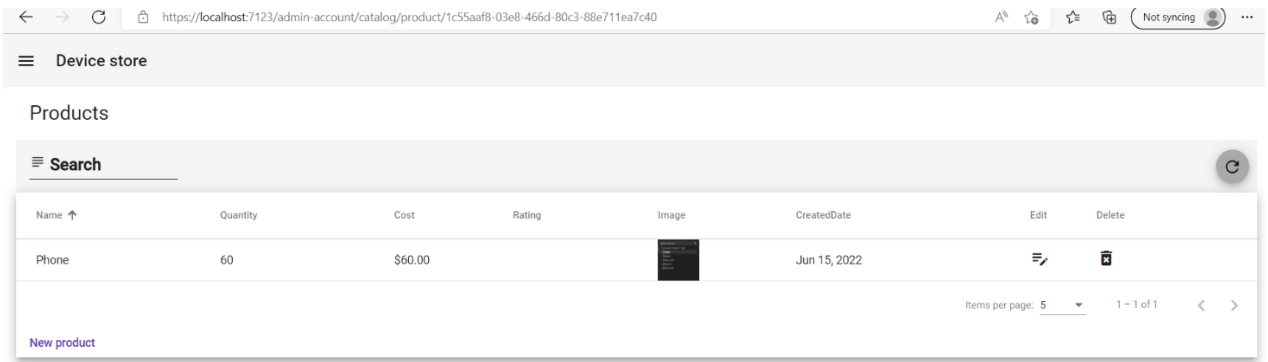 https://localhost:7123/admin-account/catalog/product/1c55aaf8-03e8-466d-80c3-88e711ea7c40
Not syncing
Device store
Products
Search
Name Quantity Cost Rating Image CreatedDate Edit Delete
Phone 60 $60.00 Jun 15, 2022
Items per page: 5 1 – 1 of 1
New product